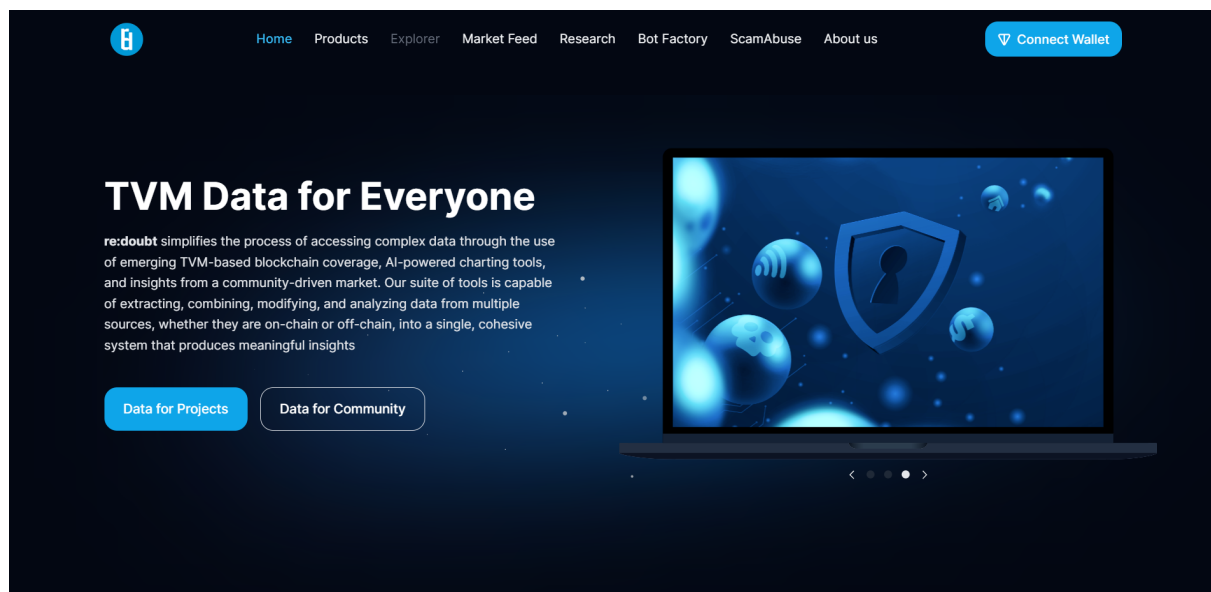 Home Products Explorer Market Feed Research Bot Factory ScamAbuse About us Connect Wallet
TVM Data for Everyone
re:doubt simplifies the process of accessing complex data through the use
of emerging TVM-based blockchain coverage, AI-powered charting tools,
and insights from a community-driven market. Our suite of tools is capable
of extracting, combining, modifying, and analyzing data from multiple
sources, whether they are on-chain or off-chain, into a single, cohesive
system that produces meaningful insights
Data for Projects Data for Community